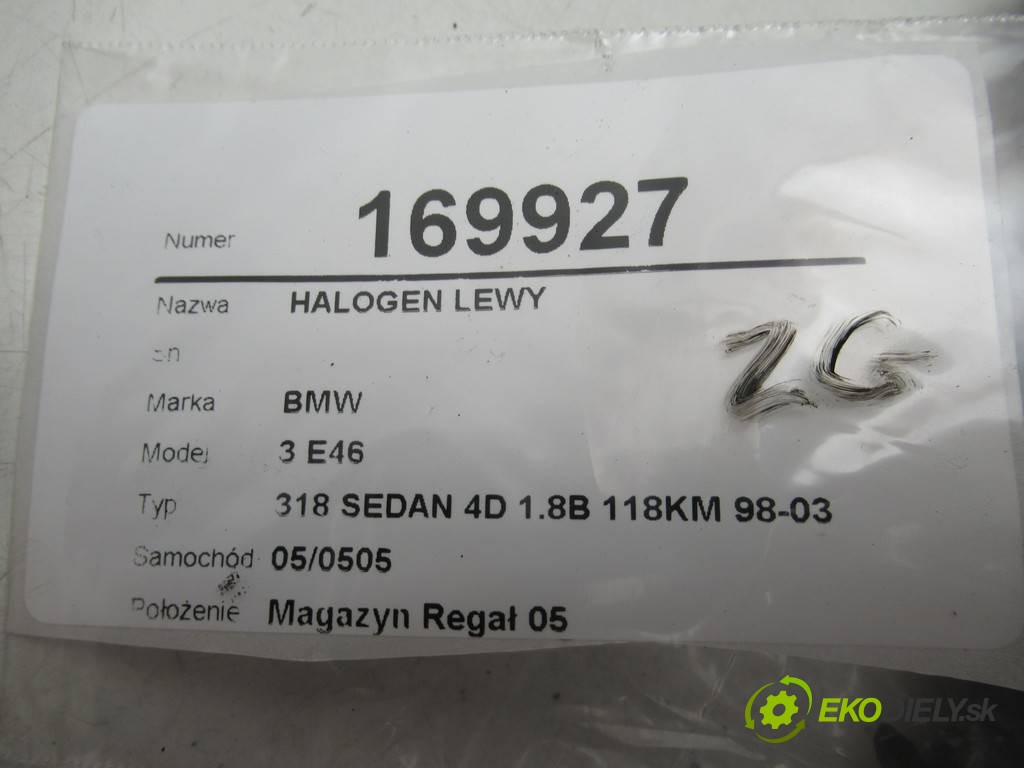 Numer 169927
Nazwa HALOGEN LEWY
Marka BMW
Model 3 E46
Typ 318 SEDAN 4D 1.8B 118KM 98-03
Samochód 05/0505
Położenie Magazyn Regał 05
EKODIELY.sk